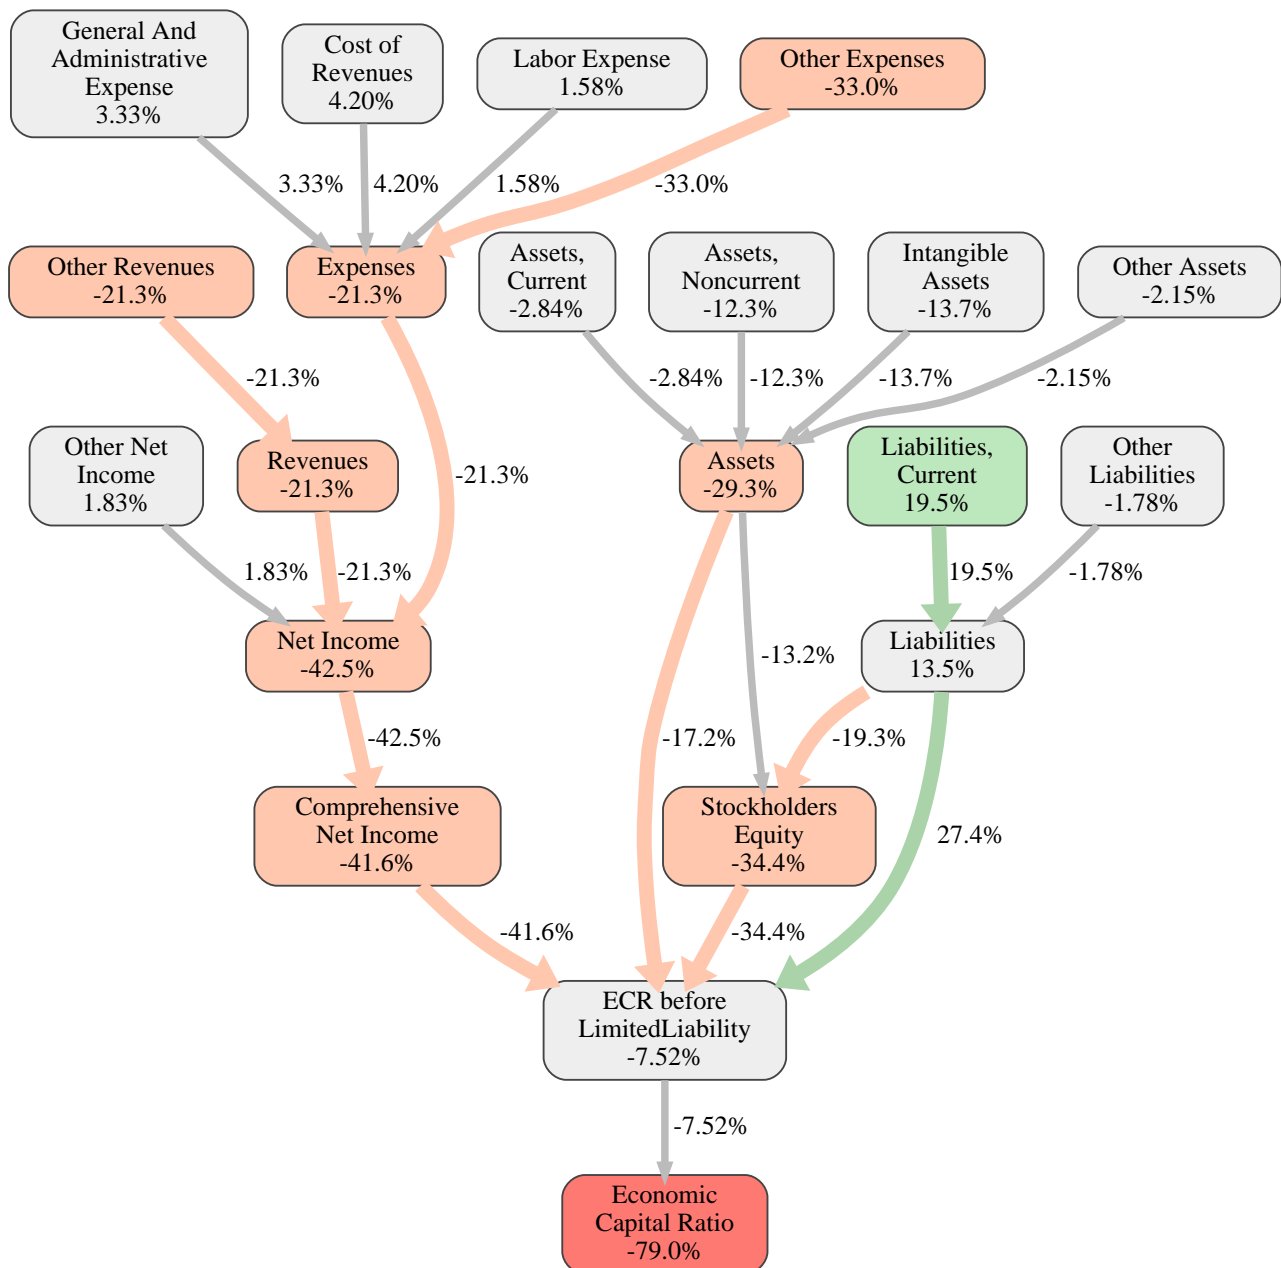 General And
Administrative
Expense
3.33%
Cost of
Revenues
4.20%
Labor Expense
1.58%
Other Expenses
-33.0%
3.33%
4.20%
1.58%
-33.0%
Other Revenues
-21.3%
Expenses
-21.3%
Assets,
Current
-2.84%
Assets,
Noncurrent
-12.3%
Intangible
Assets
-13.7%
Other Assets
-2.15%
-21.3%
-2.84%
-12.3%
-13.7%
-2.15%
Other Net
Income
1.83%
Revenues
-21.3%
-21.3%
Assets
-29.3%
Liabilities,
Current
19.5%
Other
Liabilities
-1.78%
1.83%
-21.3%
19.5%
-1.78%
Net Income
-42.5%
-13.2%
Liabilities
13.5%
-42.5%
-17.2%
-19.3%
Comprehensive
Net Income
-41.6%
Stockholders
Equity
-34.4%
27.4%
-41.6%
-34.4%
ECR before
LimitedLiability
-7.52%
-7.52%
Economic
Capital Ratio
-79.0%